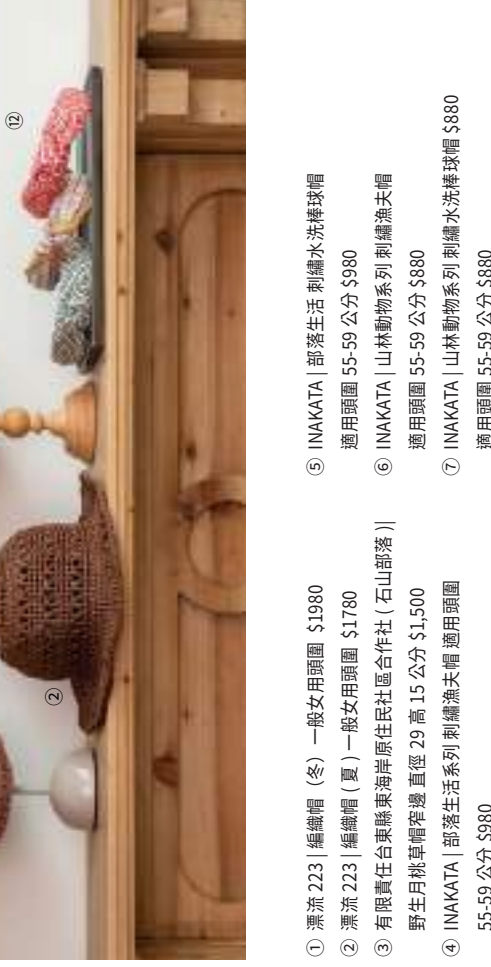 ⑫
②
① 漂流 223 | 編織帽（冬）一般女用頭圍 $1980
② 漂流 223 | 編織帽 ( 夏 ) 一般女用頭圍 $1780
③ 有限責任台東縣東海岸原住民社區合作社 ( 石山部落 )|
野生月桃草帽窄邊 直徑 29 高 15 公分 $1,500
④ INAKATA | 部落生活系列 刺繡漁夫帽 適用頭圍
55-59 公分 $980
⑤ INAKATA | 部落生活 刺繡水洗棒球帽
適用頭圍 55-59 公分 $980
⑥ INAKATA | 山林動物系列 刺繡漁夫帽
適用頭圍 55-59 公分 $880
⑦ INAKATA | 山林動物系列 刺繡水洗棒球帽 $880
適用頭圍 55-59 公分 $880